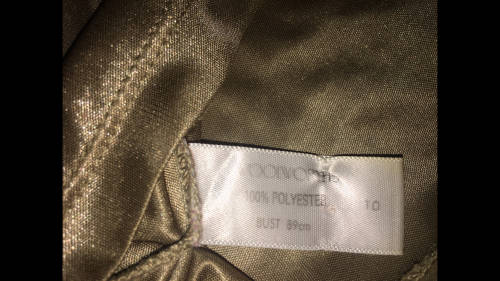 100% POLYESTER 10
BUST 89cm